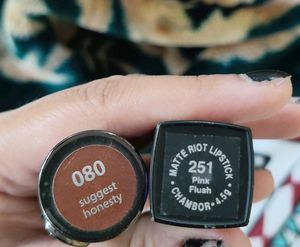 080
suggest
honesty
MATTE RIOT LIPSTICK
251
Pink
Flush
CHAMBOR • 4.5g